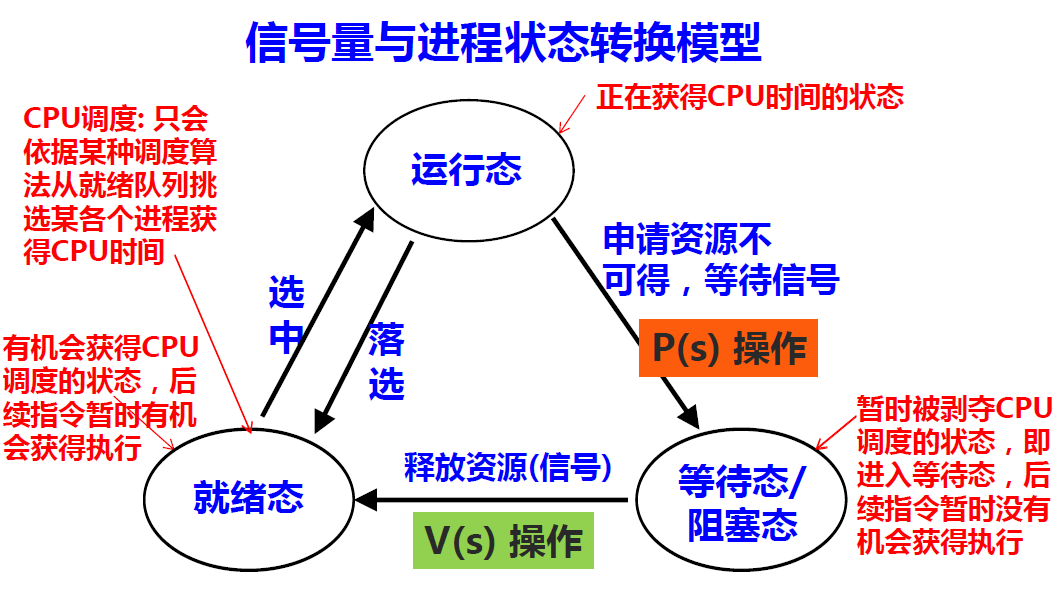 信号量与进程状态转换模型
正在获得CPU时间的状态
CPU调度: 只会
依据某种调度算
法从就绪队列挑
选某各个进程获
得CPU时间
运行态
申请资源不
可得，等待信号
P(s) 操作
选
中
落
选
有机会获得CPU
调度的状态，后
续指令暂时有机
会获得执行
暂时被剥夺CPU
调度的状态，即
进入等待态，后
续指令暂时没有
机会获得执行
就绪态
释放资源(信号)
V(s) 操作
等待态/
阻塞态